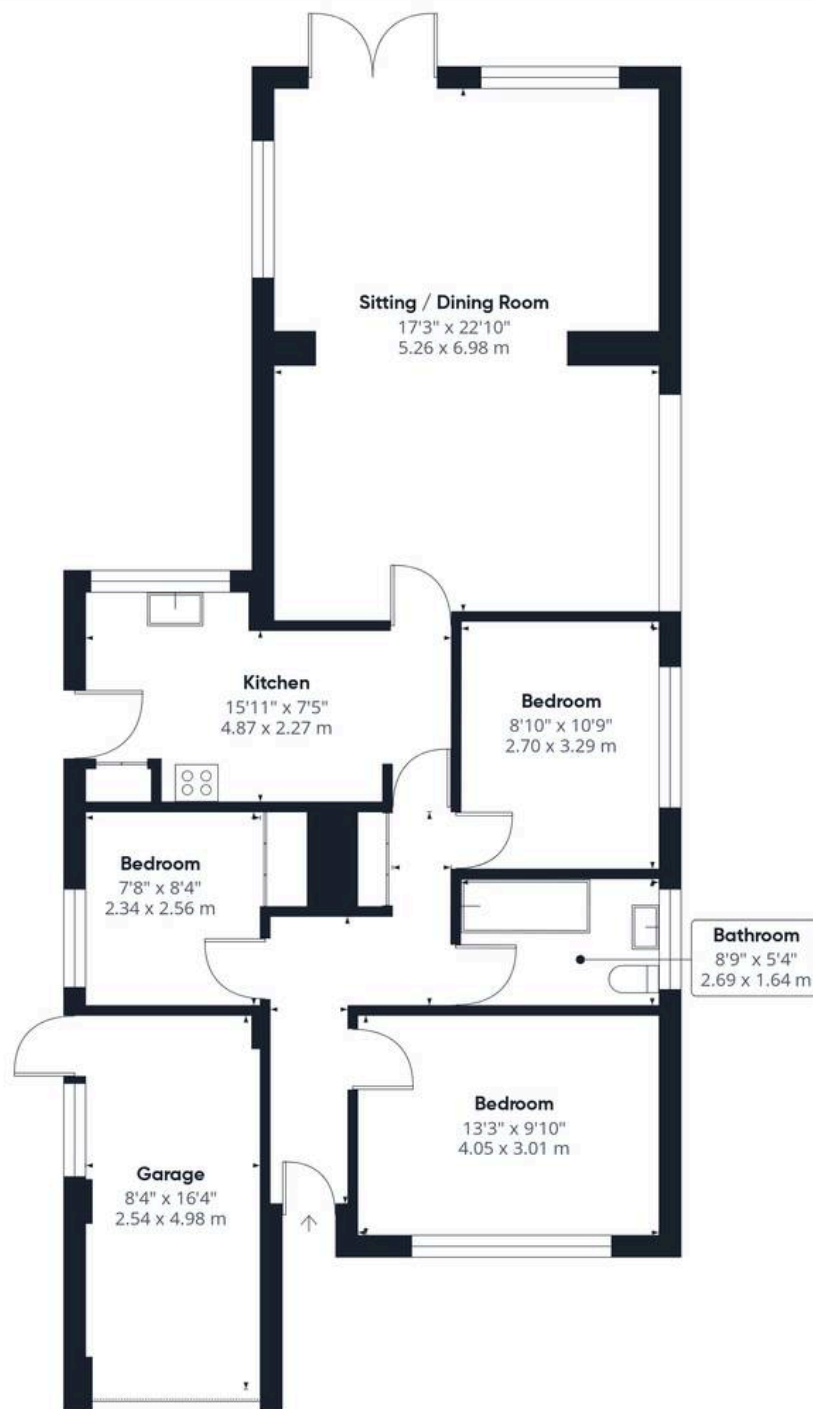 Sitting / Dining Room
17'3" x 22'10"
5.26 x 6.98 m
Kitchen
15'11" x 7'5"
4.87 x 2.27 m
Bedroom
8'10" x 10'9"
2.70 x 3.29 m
Bedroom
7'8" x 8'4"
2.34 x 2.56 m
Bathroom
8'9" x 5'4"
2.69 x 1.64 m
Bedroom
13'3" x 9'10"
4.05 x 3.01 m
Garage
8'4" x 16'4"
2.54 x 4.98 m